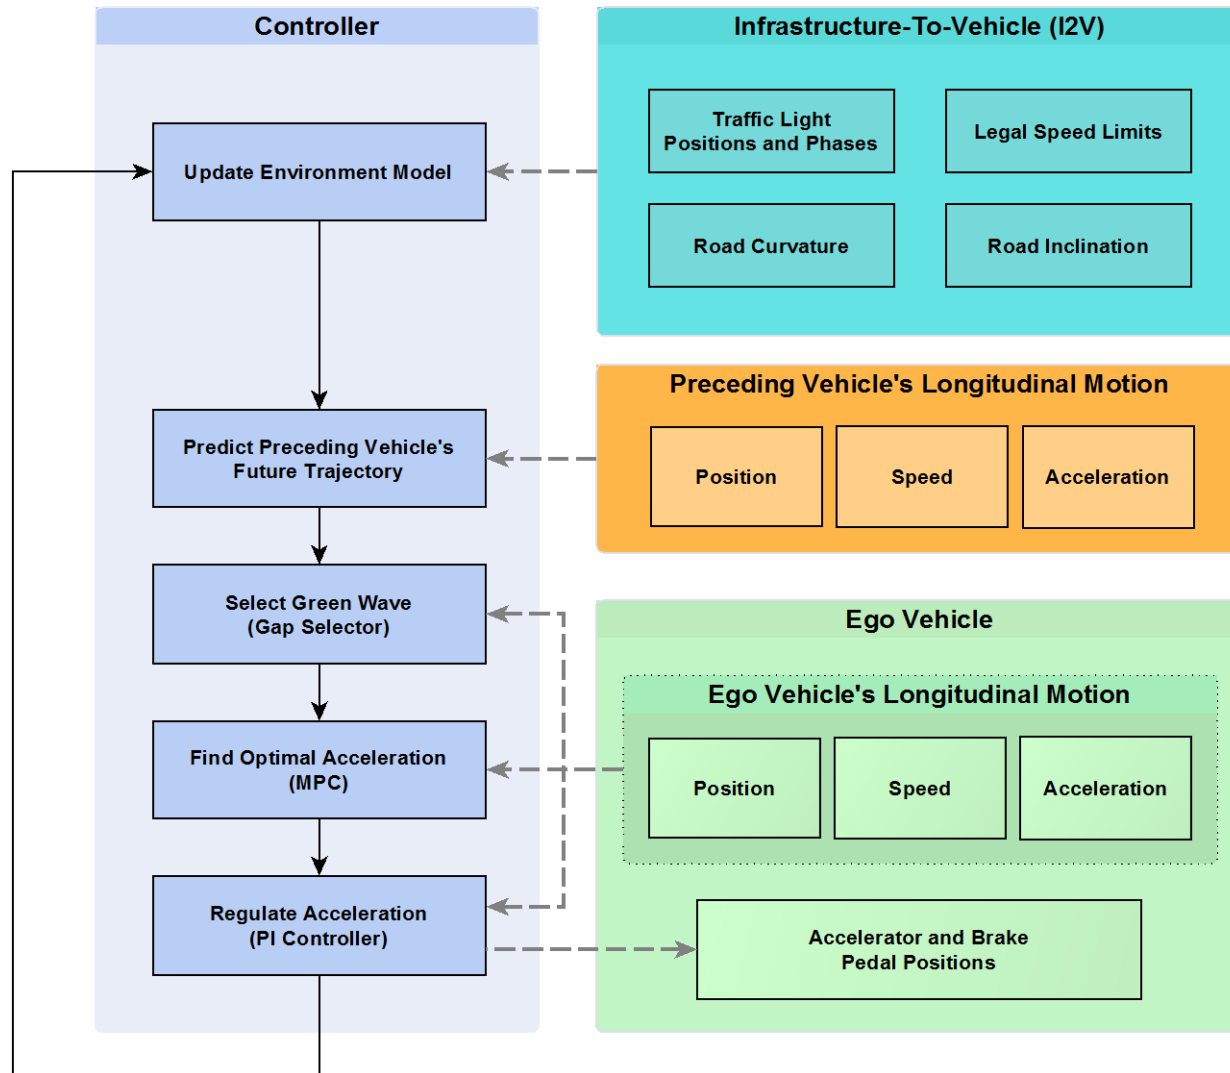 Controller
Update Environment Model
Predict Preceding Vehicle's
Future Trajectory
Select Green Wave
(Gap Selector)
Find Optimal Acceleration
(MPC)
Regulate Acceleration
(PI Controller)
Infrastructure-To-Vehicle (I2V)
Traffic Light
Positions and Phases
Legal Speed Limits
Road Curvature
Road Inclination
Preceding Vehicle's Longitudinal Motion
Position
Speed
Acceleration
Ego Vehicle
Ego Vehicle's Longitudinal Motion
Position
Speed
Acceleration
Accelerator and Brake
Pedal Positions